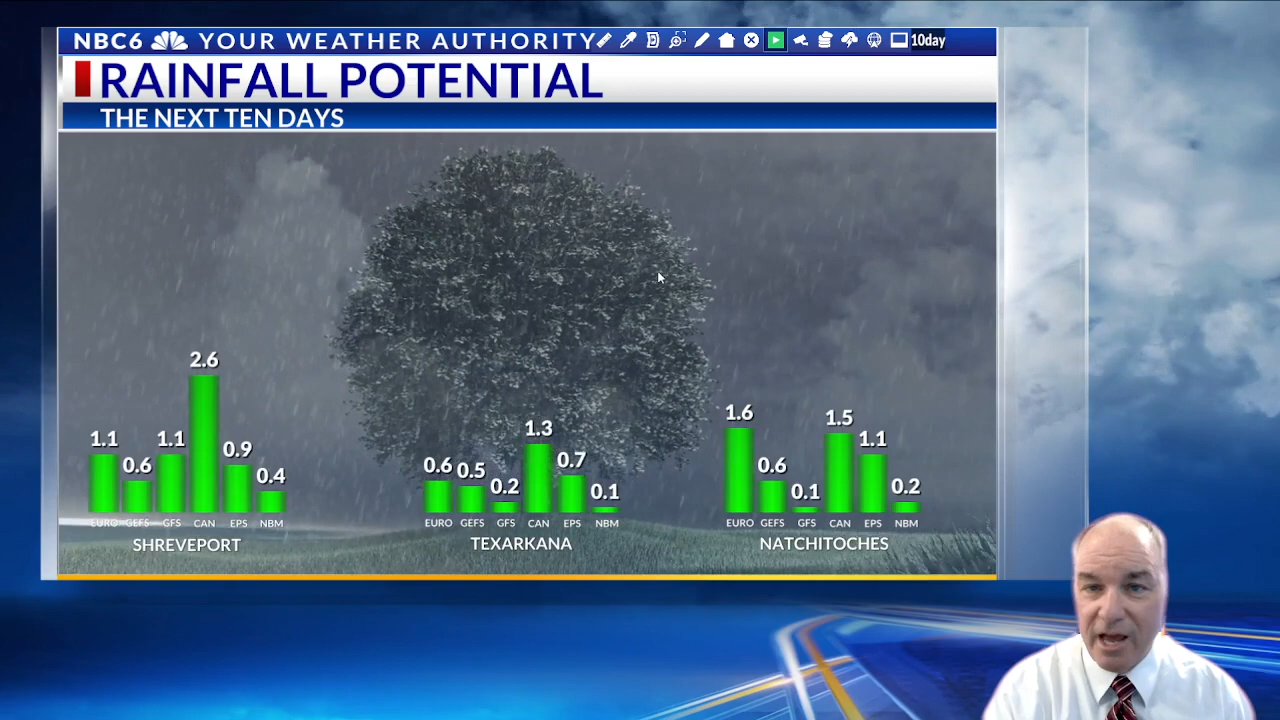 NBC6 YOUR WEATHER AUTHORITY 10day
RAINFALL POTENTIAL
THE NEXT TEN DAYS
1.1 0.6 1.1 2.6 0.9 0.4
EURO GEFS GFS CAN EPS NBM
SHREVEPORT
0.6 0.5 0.2 1.3 0.7 0.1
EURO GEFS GFS CAN EPS NBM
TEXARKANA
1.6 0.6 0.1 1.5 1.1 0.2
EURO GEFS GFS CAN EPS NBM
NATCHITOCHES